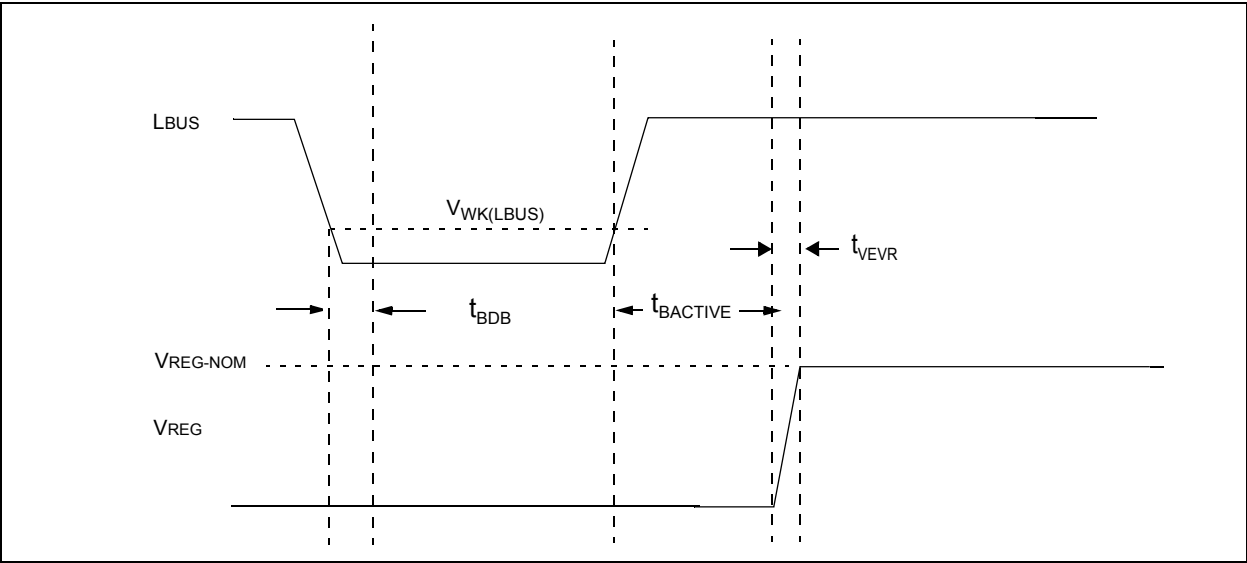 LBUS
VWK(LBUS)
tVEVR
tBDB
tBACTIVE
VREG-NOM
VREG